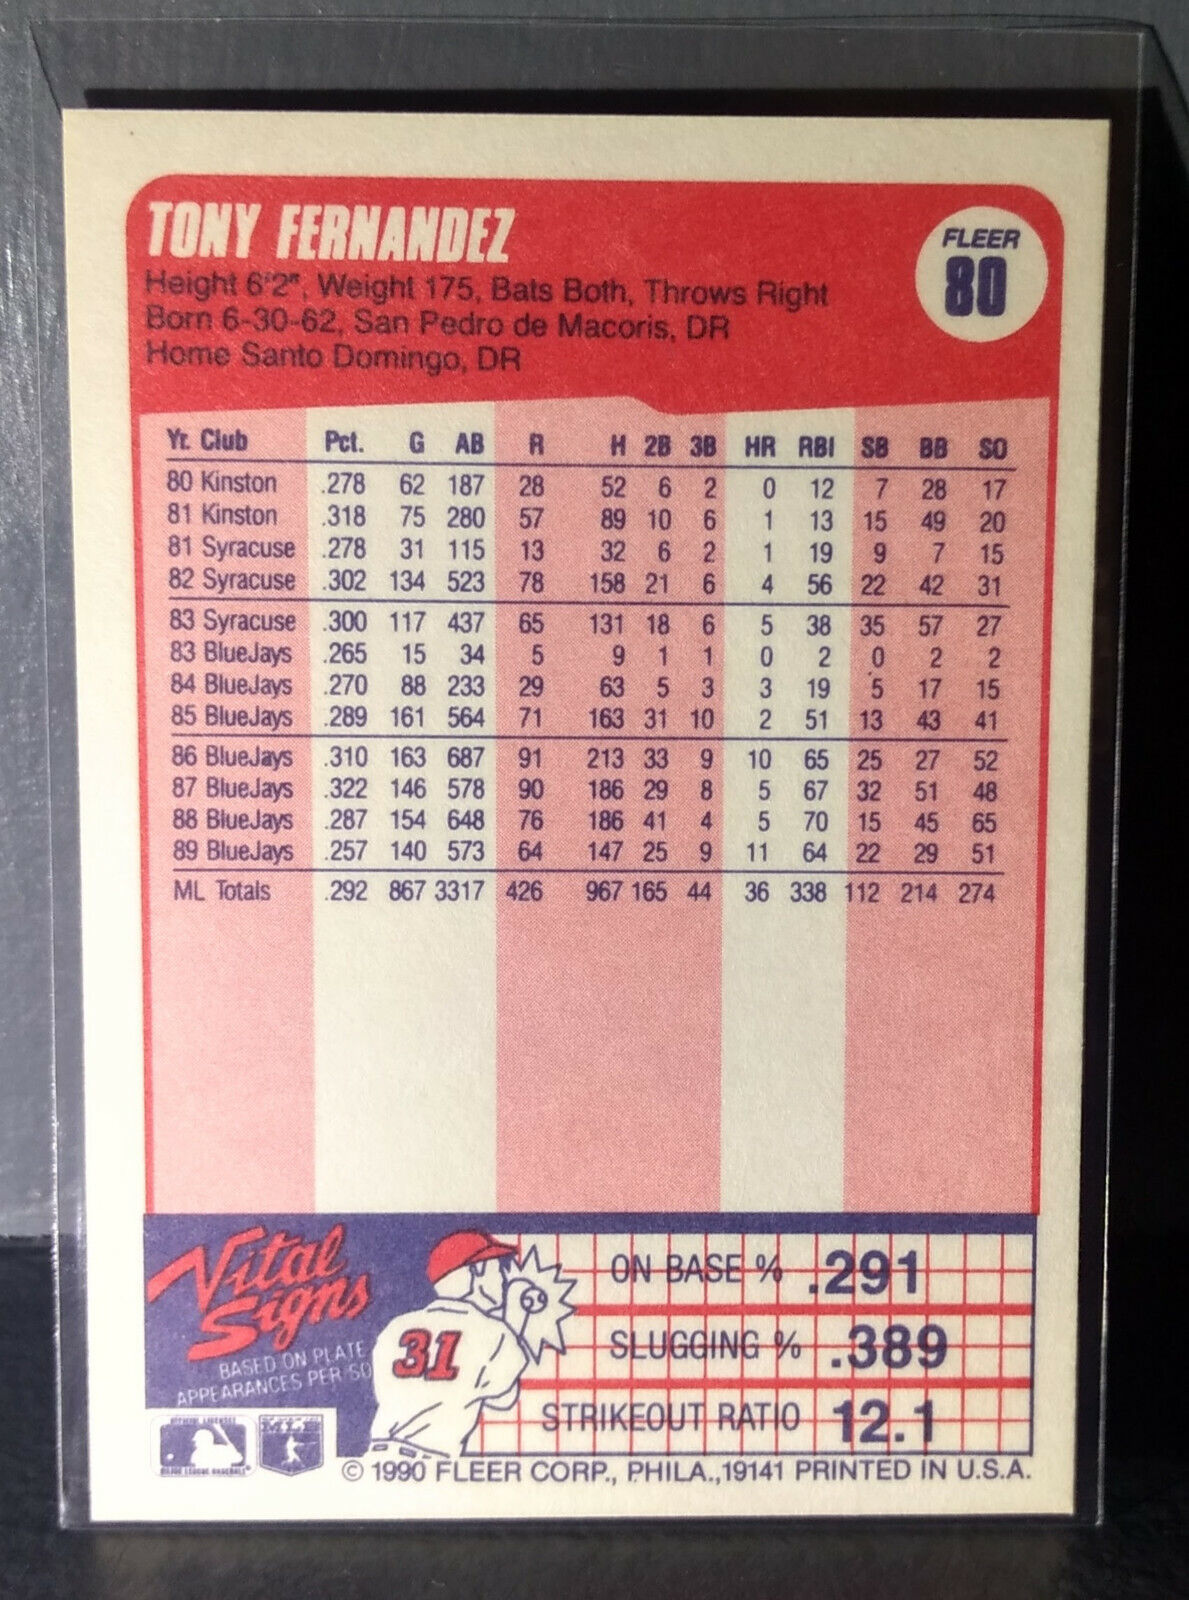 TONY FERNANDEZ
FLEER
80
Height 6'2", Weight 175, Bats Both, Throws Right
Born 6-30-62, San Pedro de Macoris, DR
Home Santo Domingo, DR
Yr. Club Pct. G AB R H 2B 3B HR RBI SB BB SO
80 Kinston .278 62 187 28 52 6 2 0 12 7 28 17
81 Kinston .318 75 280 57 89 10 6 1 13 15 49 20
81 Syracuse .278 31 115 13 32 6 2 1 19 9 7 15
82 Syracuse .302 134 523 78 158 21 6 4 56 22 42 31
83 Syracuse .300 117 437 65 131 18 6 5 38 35 57 27
83 BlueJays .265 15 34 5 9 1 1 0 2 0 2 2
84 BlueJays .270 88 233 29 63 5 3 3 19 5 17 15
85 BlueJays .289 161 564 71 163 31 10 2 51 13 43 41
86 BlueJays .310 163 687 91 213 33 9 10 65 25 27 52
87 BlueJays .322 146 578 90 186 29 8 5 67 32 51 48
88 BlueJays .287 154 648 76 186 41 4 5 70 15 45 65
89 BlueJays .257 140 573 64 147 25 9 11 64 22 29 51
ML Totals .292 867 3317 426 967 165 44 36 338 112 214 274
Vital
Signs
BASED ON PLATE
APPEARANCES PER SO
31
ON BASE % .291
SLUGGING % .389
STRIKEOUT RATIO 12.1
© 1990 FLEER CORP., PHILA.,19141 PRINTED IN U.S.A.